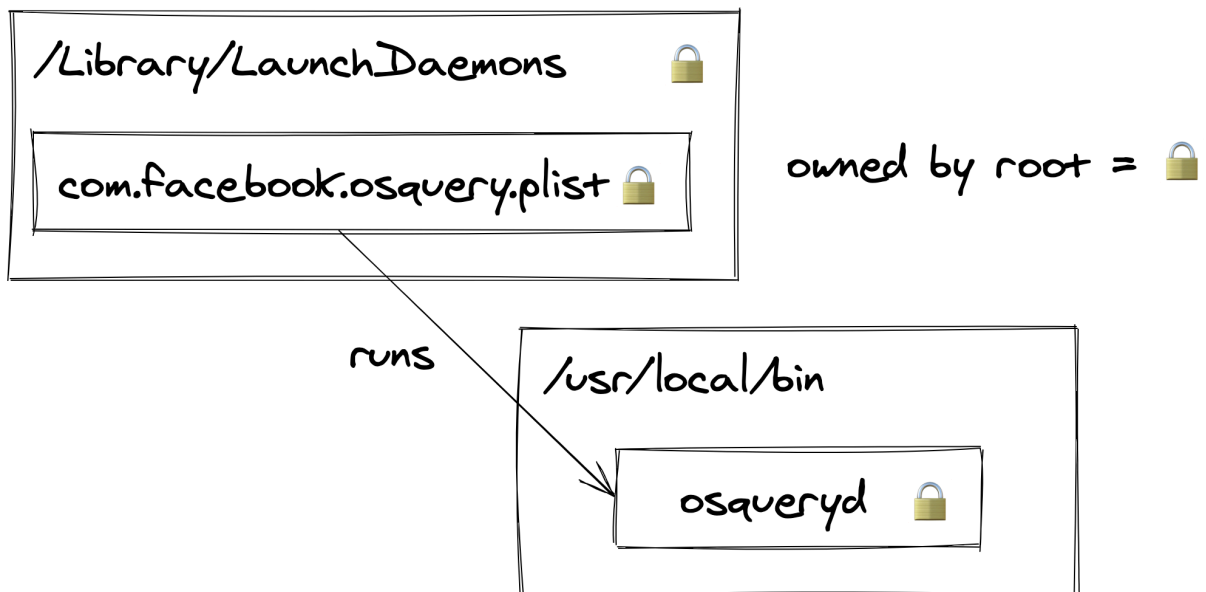 /Library/LaunchDaemons
com.facebook.osquery.plist
owned by root = 🔒
runs
/usr/local/bin
osqueryd